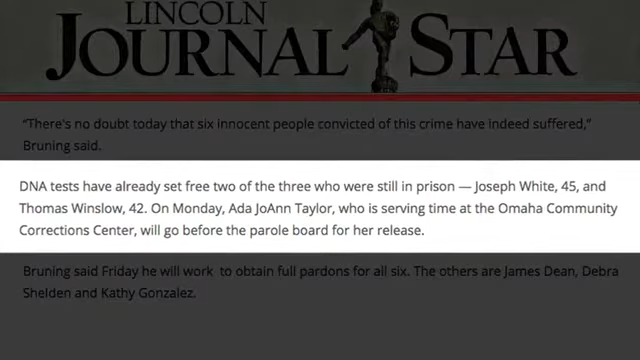 LINCOLN
JOURNAL STAR
“There's no doubt today that six innocent people convicted of this crime have indeed suffered,”
Bruning said.
DNA tests have already set free two of the three who were still in prison — Joseph White, 45, and
Thomas Winslow, 42. On Monday, Ada JoAnn Taylor, who is serving time at the Omaha Community
Corrections Center, will go before the parole board for her release.
Bruning said Friday he will work to obtain full pardons for all six. The others are James Dean, Debra
Shelden and Kathy Gonzalez.